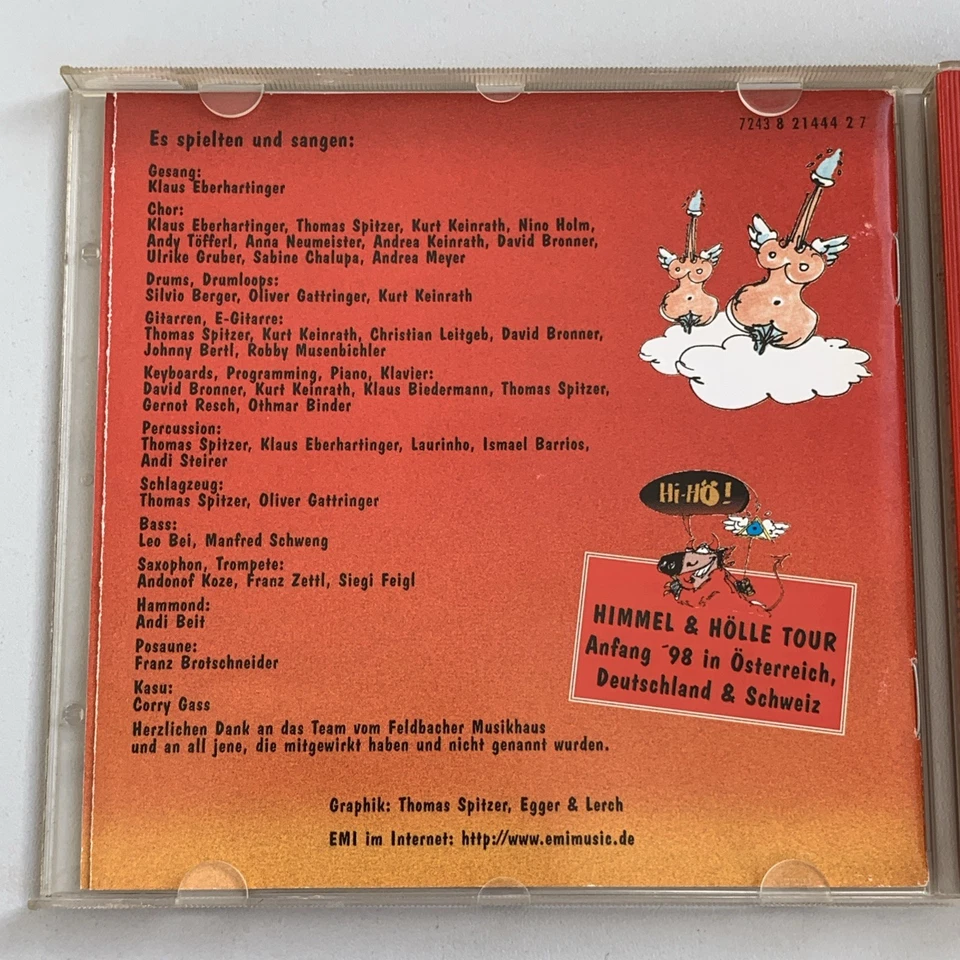 Es spielten und sangen:
7243 8 21444 2 7
Gesang:
Klaus Eberhartinger
Chor:
Klaus Eberhartinger, Thomas Spitzer, Kurt Keinrath, Nino Holm,
Andy Töfferl, Anna Neumeister, Andrea Keinrath, David Bronner,
Ulrike Gruber, Sabine Chalupa, Andrea Meyer
Drums, Drumloops:
Silvio Berger, Oliver Gattringer, Kurt Keinrath
Gitarren, E-Gitarre:
Thomas Spitzer, Kurt Keinrath, Christian Leitgeb, David Bronner,
Johnny Bertl, Robby Musenbichler
Keyboards, Programming, Piano, Klavier:
David Bronner, Kurt Keinrath, Klaus Biedermann, Thomas Spitzer,
Gernot Resch, Othmar Binder
Percussion:
Thomas Spitzer, Klaus Eberhartinger, Laurinho, Ismael Barrios,
Andi Steirer
Schlagzeug:
Thomas Spitzer, Oliver Gattringer
Bass:
Leo Bei, Manfred Schweng
Saxophon, Trompete:
Andonof Koze, Franz Zettl, Siegi Feigl
Hammond:
Andi Beit
Posaune:
Franz Brotschneider
Kasu:
Corry Gass
Herzlichen Dank an das Team vom Feldbacher Musikhaus
und an all jene, die mitgewirkt haben und nicht genannt wurden.
Hi-HÖ!
HIMMEL & HÖLLE TOUR
Anfang ´98 in Österreich,
Deutschland & Schweiz
Graphik: Thomas Spitzer, Egger & Lerch
EMI im Internet: http://www.emimusic.de